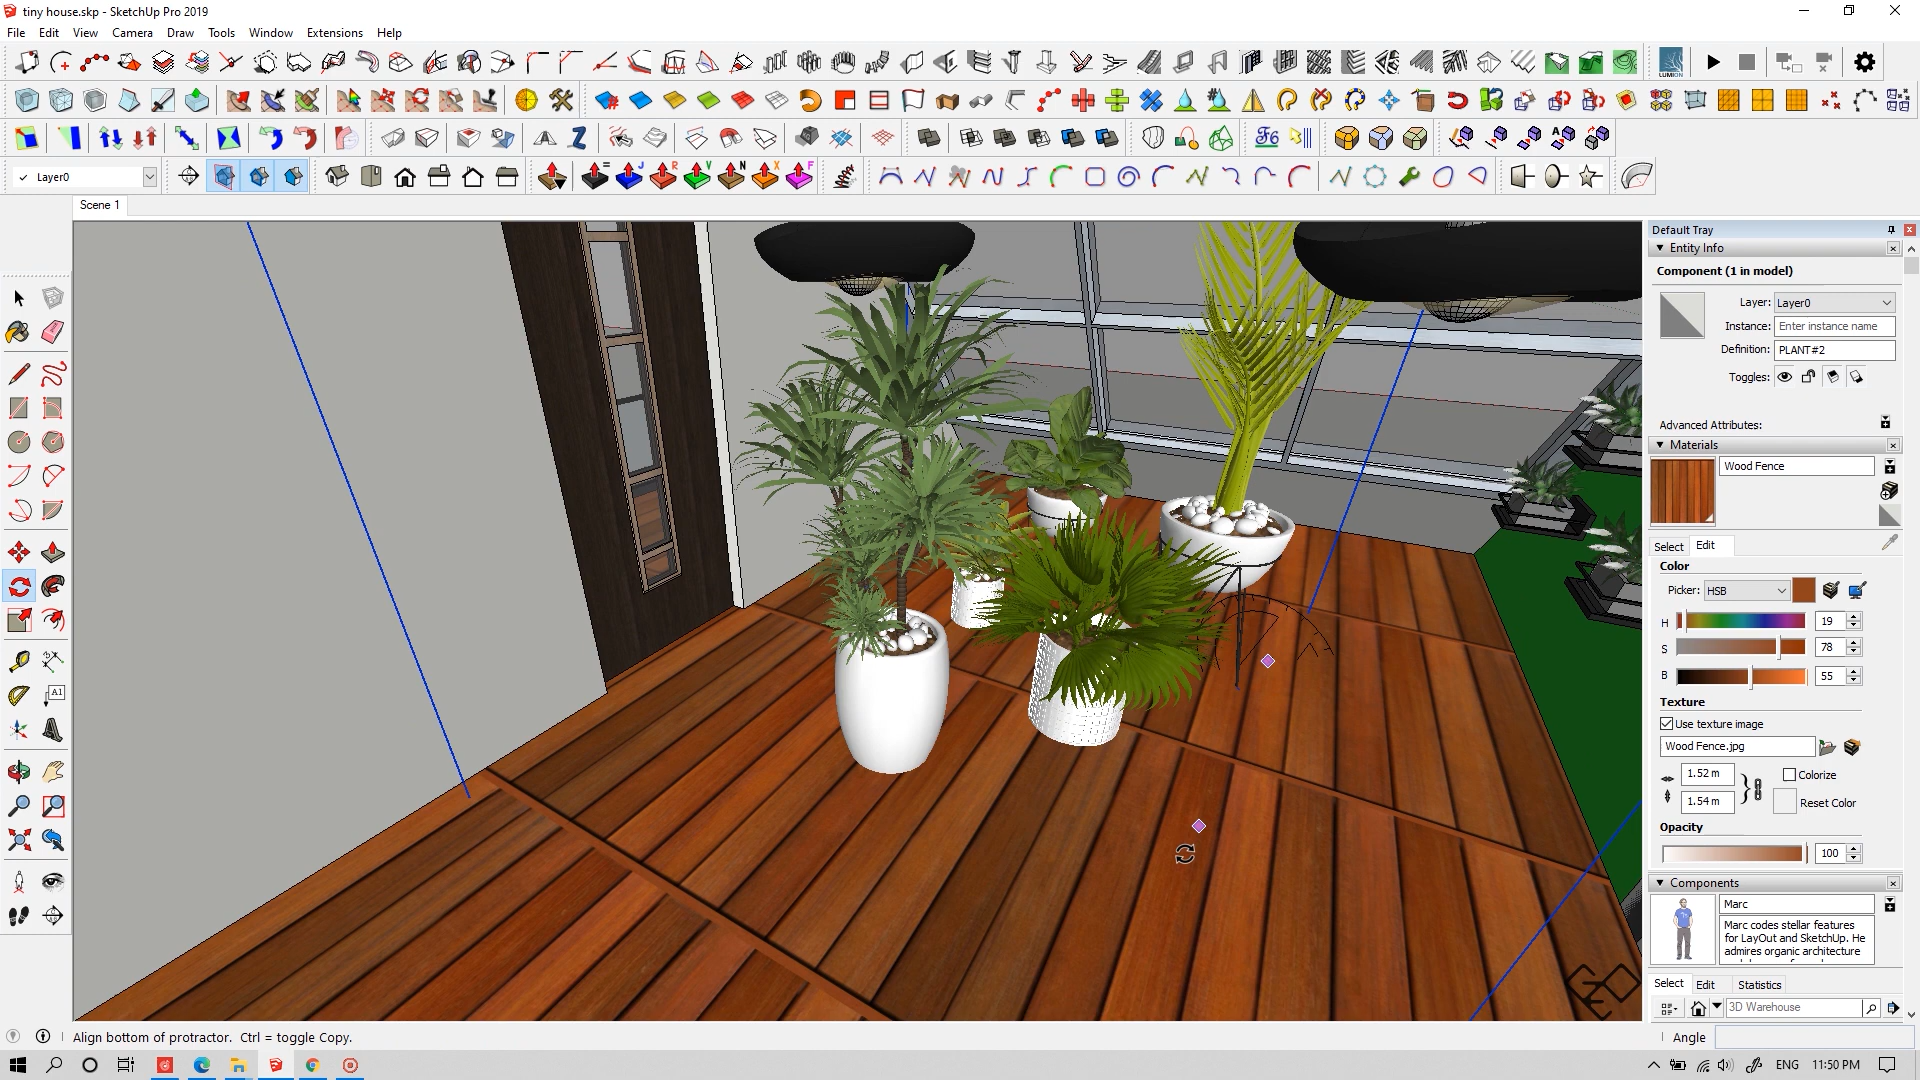 tiny house.skp - SketchUp Pro 2019
File Edit View Camera Draw Tools Window Extensions Help
LUMION
Layer0
Scene 1
Default Tray
Entity Info
Component (1 in model)
Layer: Layer0
Instance: Enter instance name
Definition: PLANT#2
Toggles:
Advanced Attributes:
Materials
Wood Fence
Select Edit
Color
Picker: HSB
H 19
S 78
B 55
Texture
Use texture image
Wood Fence.jpg
1.52 m Colorize
1.54 m Reset Color
Opacity
100
Components
Marc
Marc codes stellar features
for LayOut and SketchUp. He
admires organic architecture
Select Edit Statistics
3D Warehouse
Align bottom of protractor. Ctrl = toggle Copy.
Angle
ENG 11:50 PM